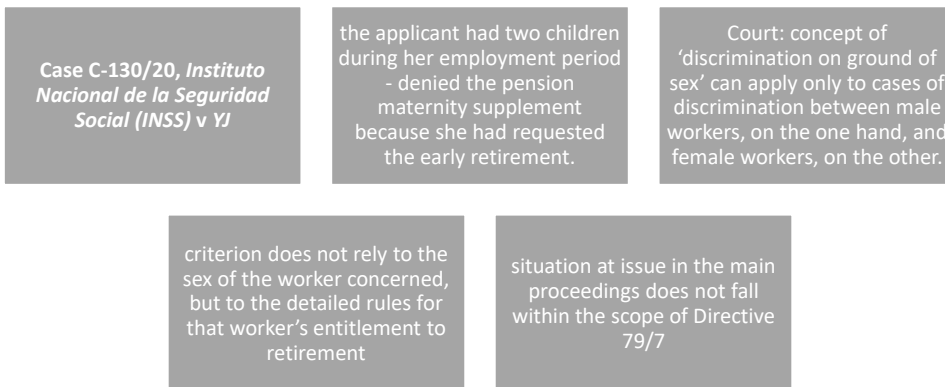 Case C-130/20, Instituto
Nacional de la Seguridad
Social (INSS) v YJ
the applicant had two children
during her employment period
- denied the pension
maternity supplement
because she had requested
the early retirement.
Court: concept of
‘discrimination on ground of
sex’ can apply only to cases of
discrimination between male
workers, on the one hand, and
female workers, on the other.
criterion does not rely to the
sex of the worker concerned,
but to the detailed rules for
that worker’s entitlement to
retirement
situation at issue in the main
proceedings does not fall
within the scope of Directive
79/7